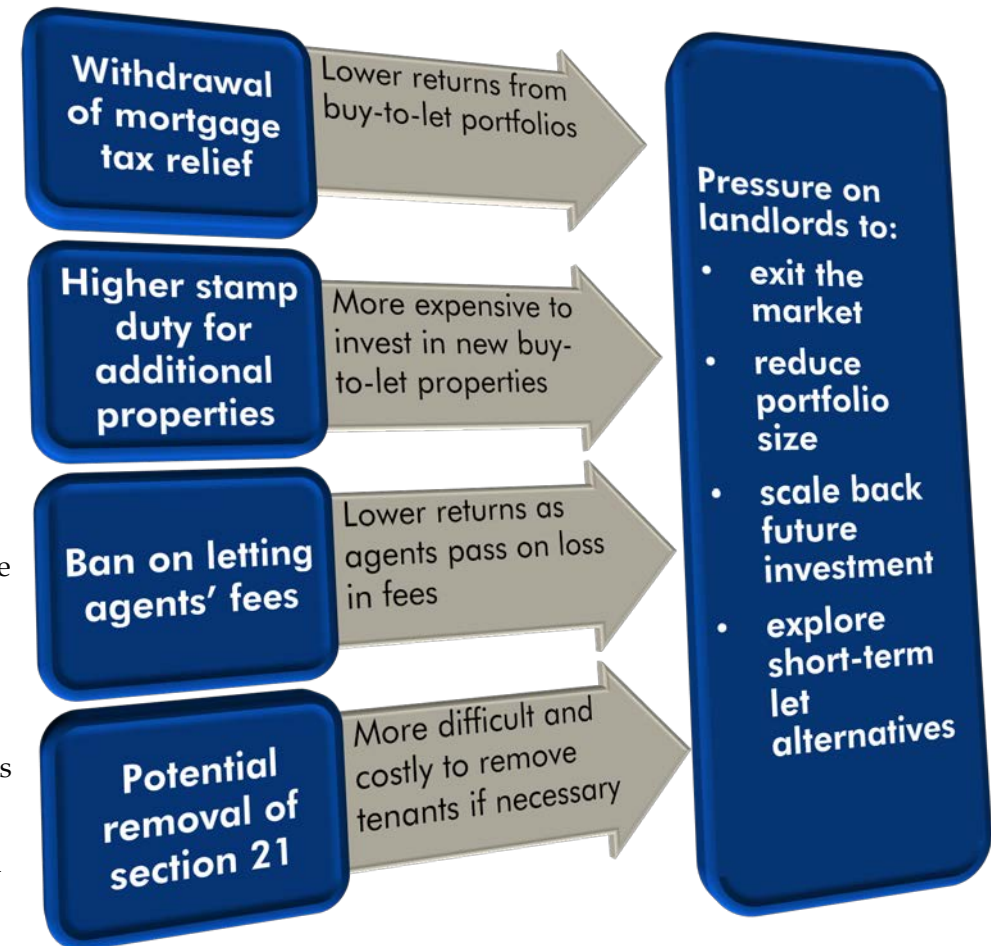 Withdrawal
of mortgage
tax relief
Lower returns from
buy-to-let portfolios
Higher stamp
duty for
additional
properties
More expensive to
invest in new buy-
to-let properties
Ban on letting
agents’ fees
Lower returns as
agents pass on loss
in fees
Potential
removal of
section 21
More difficult and
costly to remove
tenants if necessary
Pressure on
landlords to:
• exit the
market
• reduce
portfolio
size
• scale back
future
investment
• explore
short-term
let
alternatives